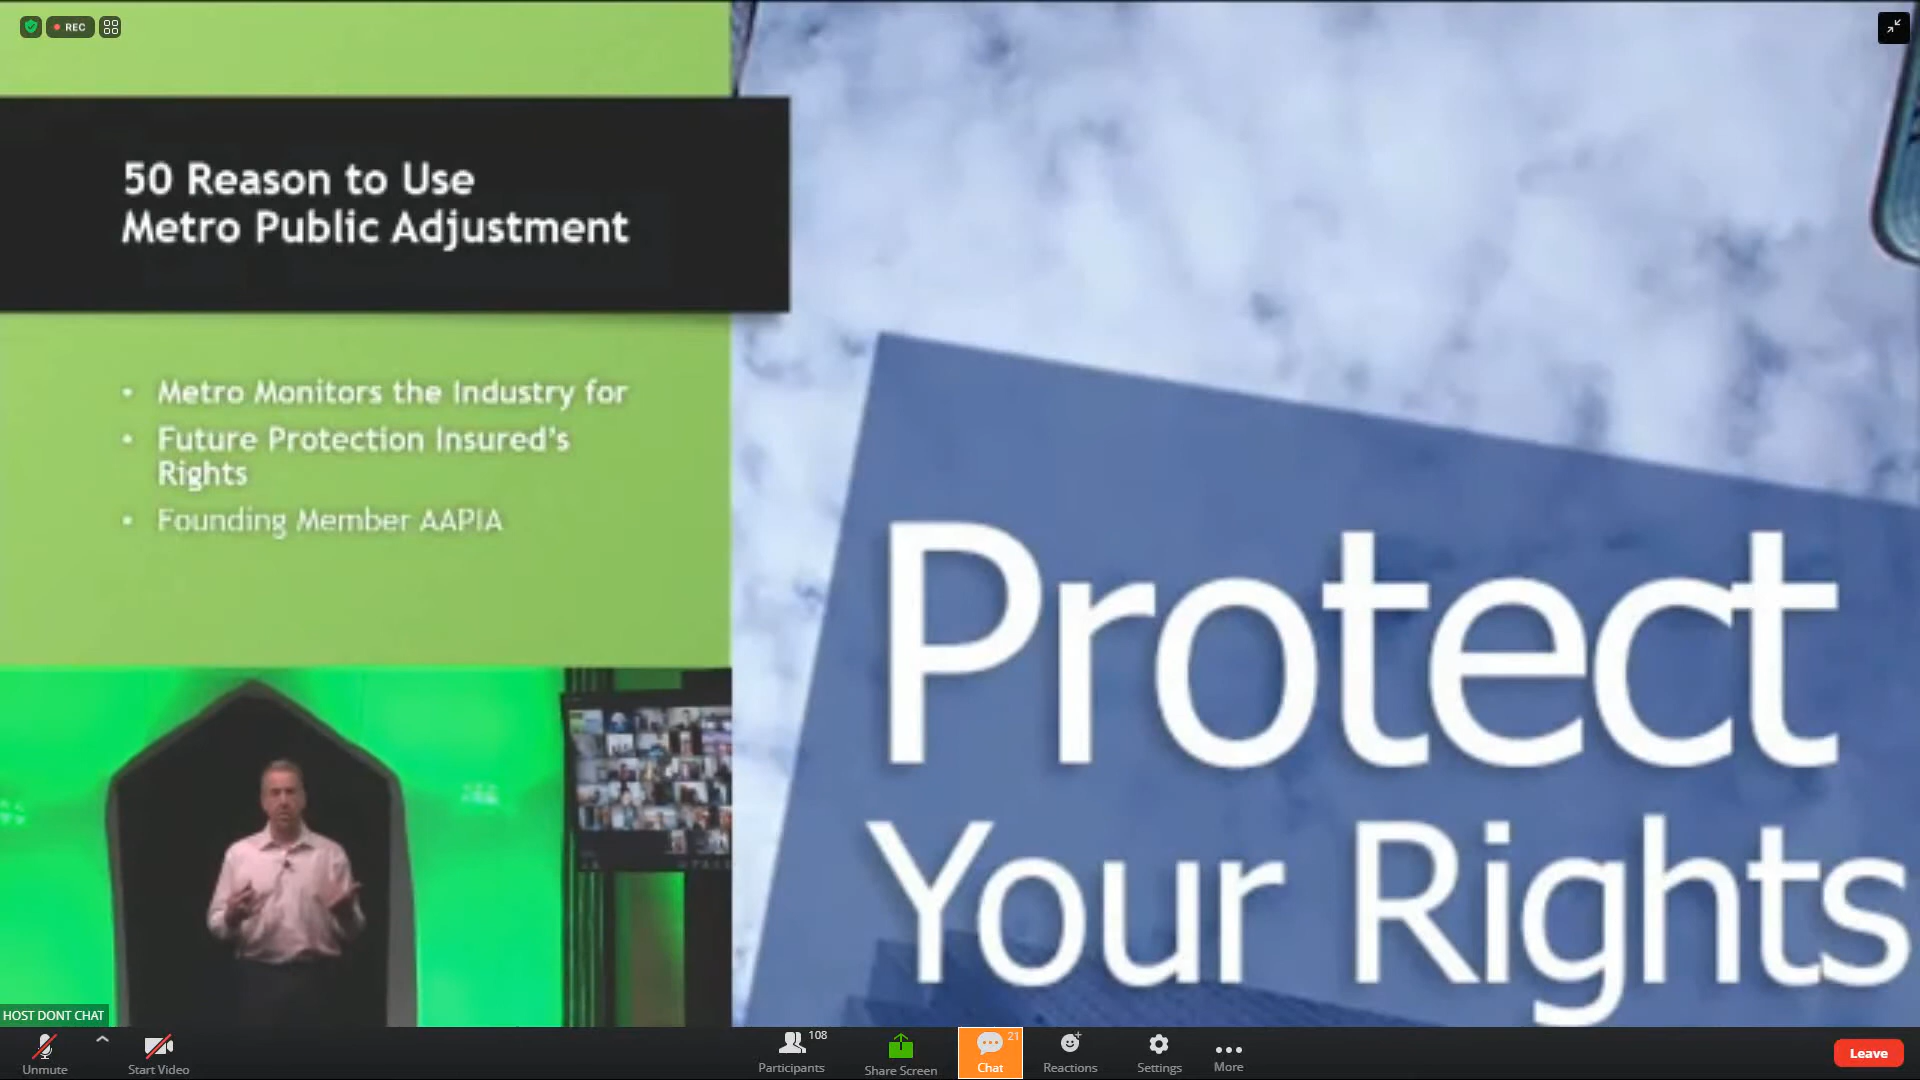 REC
50 Reason to Use
Metro Public Adjustment
• Metro Monitors the Industry for
• Future Protection Insured's
Rights
• Founding Member AAPIA
Protect
Your Rights
HOST DONT CHAT
Unmute
Start Video
108
Participants
Share Screen
21
Chat
Reactions
Settings
More
Leave